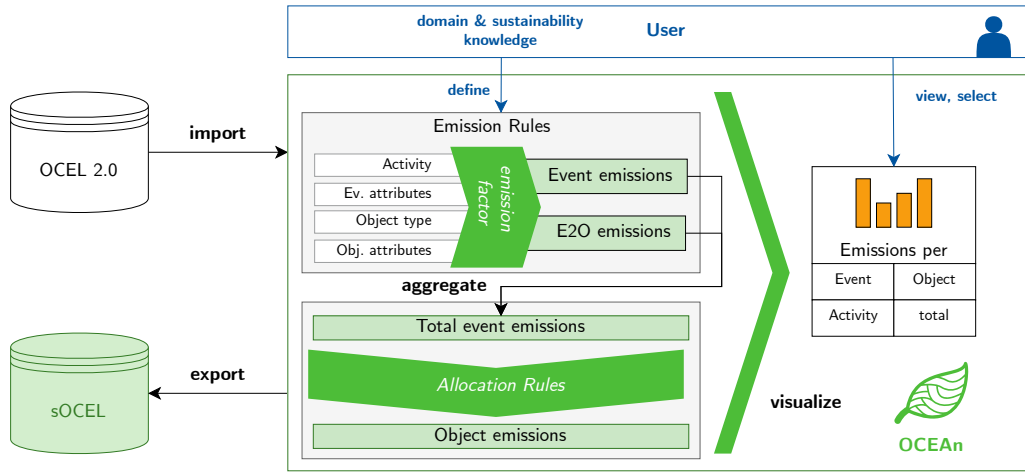 domain & sustainability
knowledge
User
define
view, select
OCEL 2.0
import
Emission Rules
Activity
Ev. attributes
Object type
Obj. attributes
emission
factor
Event emissions
E2O emissions
aggregate
Total event emissions
Allocation Rules
Object emissions
sOCEL
export
Emissions per
Event
Object
Activity
total
visualize
OCEAn